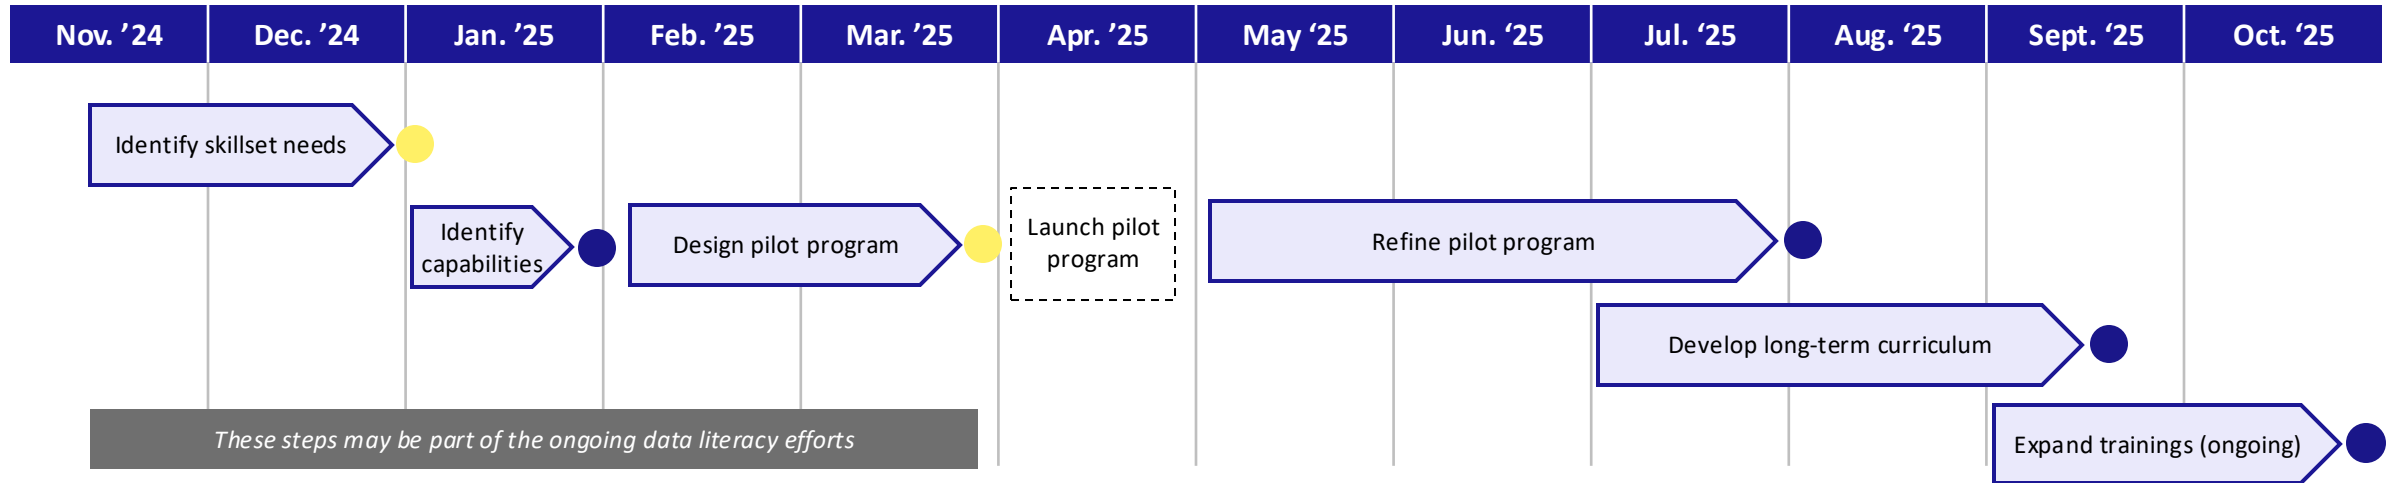 Nov. ’24
Dec. ’24
Jan. ’25
Feb. ’25
Mar. ’25
Apr. ’25
May ‘25
Jun. ‘25
Jul. ‘25
Aug. ‘25
Sept. ‘25
Oct. ‘25
Identify skillset needs
Identify
capabilities
Design pilot program
Launch pilot
program
Refine pilot program
Develop long-term curriculum
These steps may be part of the ongoing data literacy efforts
Expand trainings (ongoing)